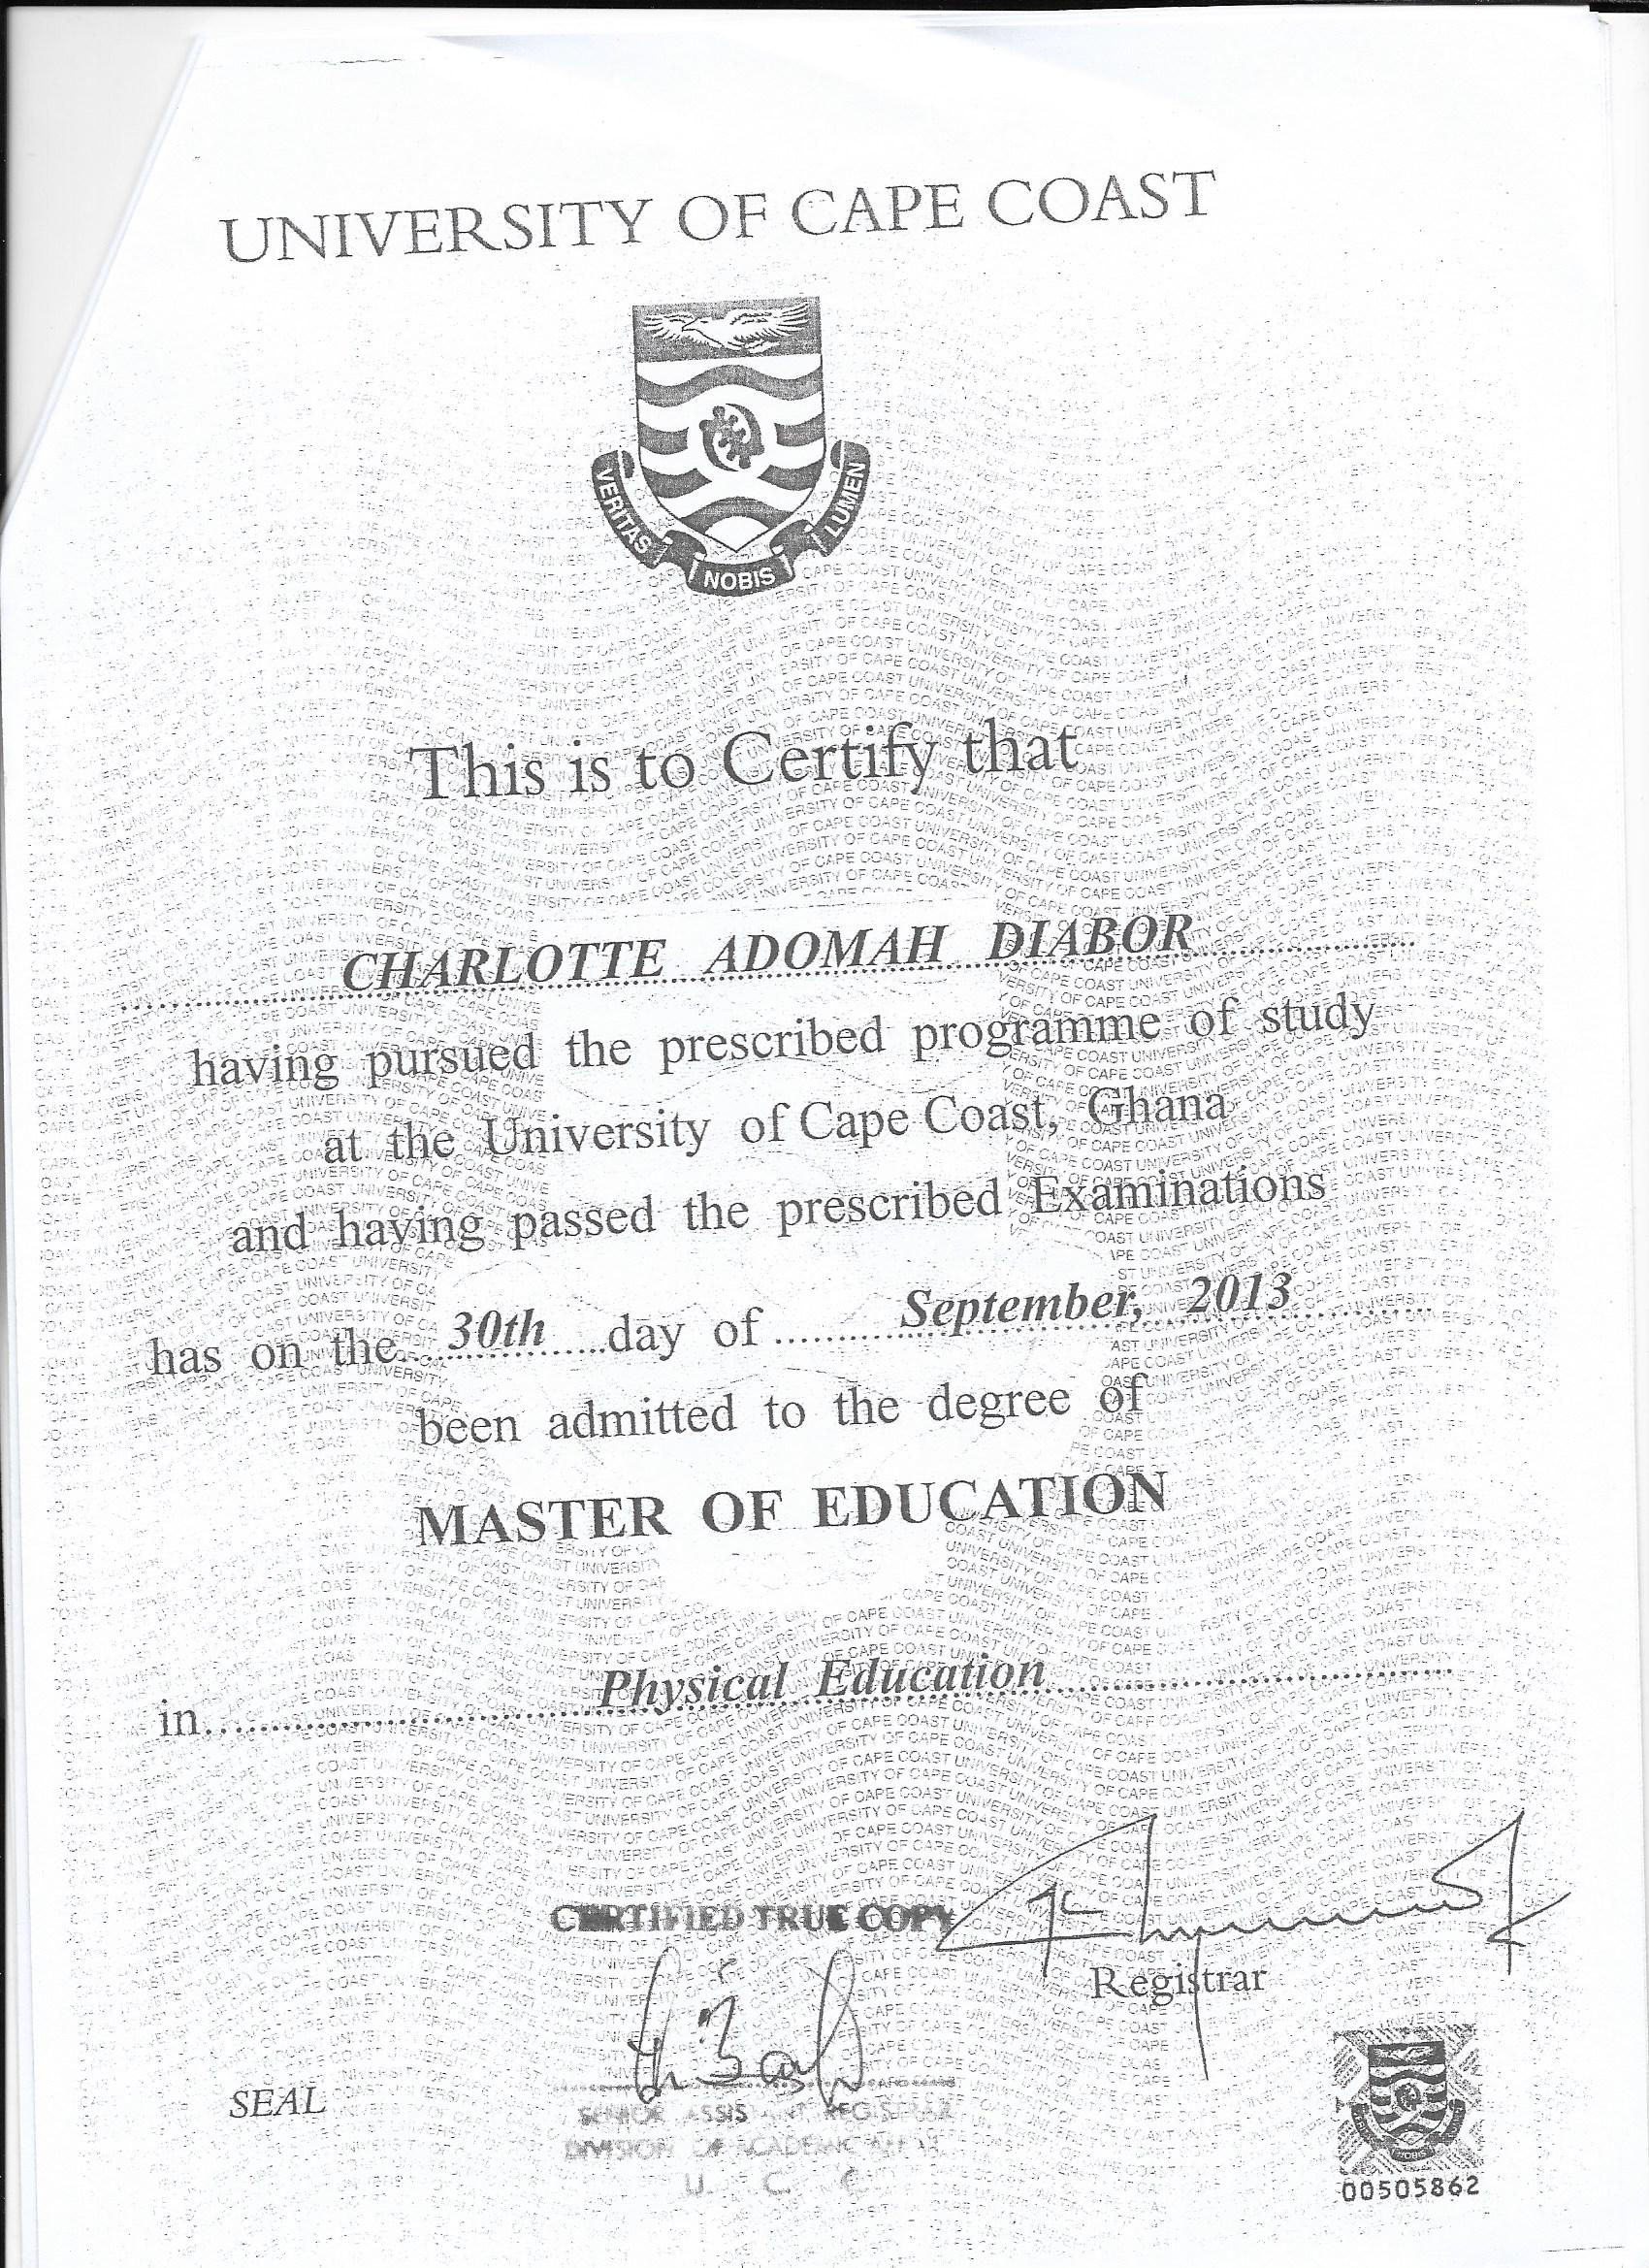 UNIVERSITY OF CAPE COAST
VERITAS NOBIS LUMEN
This is to Certify that
CHARLOTTE ADOMAH DIABOR
having pursued the prescribed programme of study
at the University of Cape Coast, Ghana
and having passed the prescribed Examinations
has on the 30th day of September, 2013
been admitted to the degree of
MASTER OF EDUCATION
in Physical Education
CERTIFIED TRUE COPY
Registrar
SEAL
SENIOR ASSISTANT REGISTRAR
DIVISION OF ACADEMIC AFFAIRS
U. C. C
NOBIS
00505862